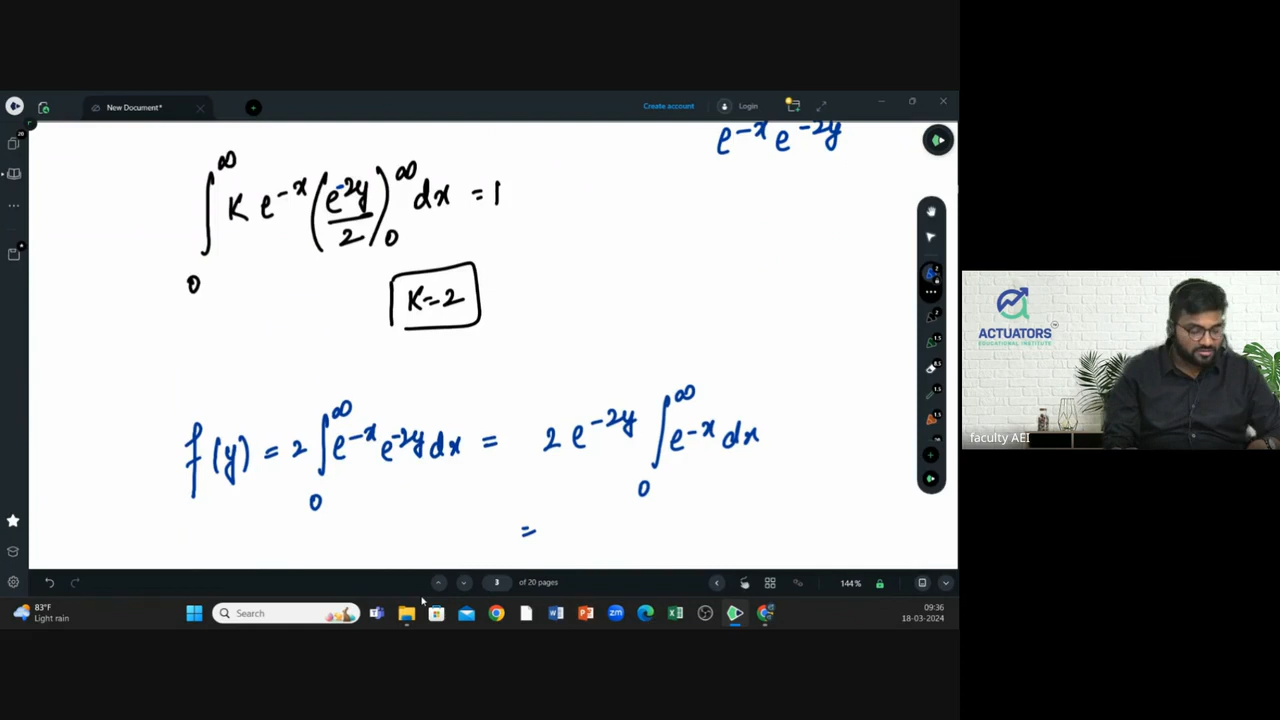 New Document*
Create account
Login
e^{-x} e^{-2y}
∫_0^∞ K e^{-x} (e^{-2y}/2)_0^∞ dx = 1
K=2
f(y) = 2 ∫_0^∞ e^{-x} e^{-2y} dx = 2 e^{-2y} ∫_0^∞ e^{-x} dx
=
3 of 20 pages
144%
83°F
Light rain
Search
09:36
18-03-2024
ACTUATORS
EDUCATIONAL INSTITUTE
faculty AEI